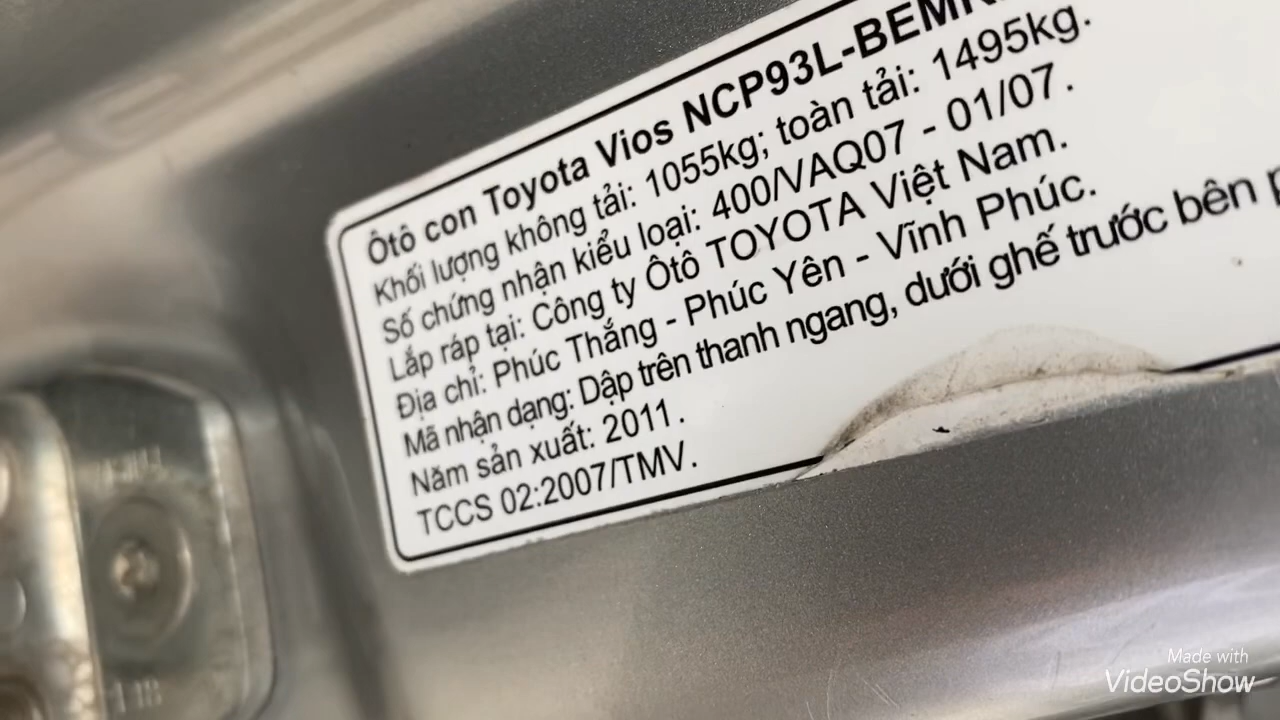 Ôtô con Toyota Vios NCP93L-BEM
Khối lượng không tải: 1055kg; toàn tải: 1495kg.
Số chứng nhận kiểu loại: 400/VAQ07 - 01/07.
Lắp ráp tại: Công ty Ôtô TOYOTA Việt Nam.
Địa chỉ: Phúc Thắng - Phúc Yên - Vĩnh Phúc.
Mã nhận dạng: Dập trên thanh ngang, dưới ghế trước bên
Năm sản xuất: 2011.
TCCS 02:2007/TMV.
Made with
VideoShow